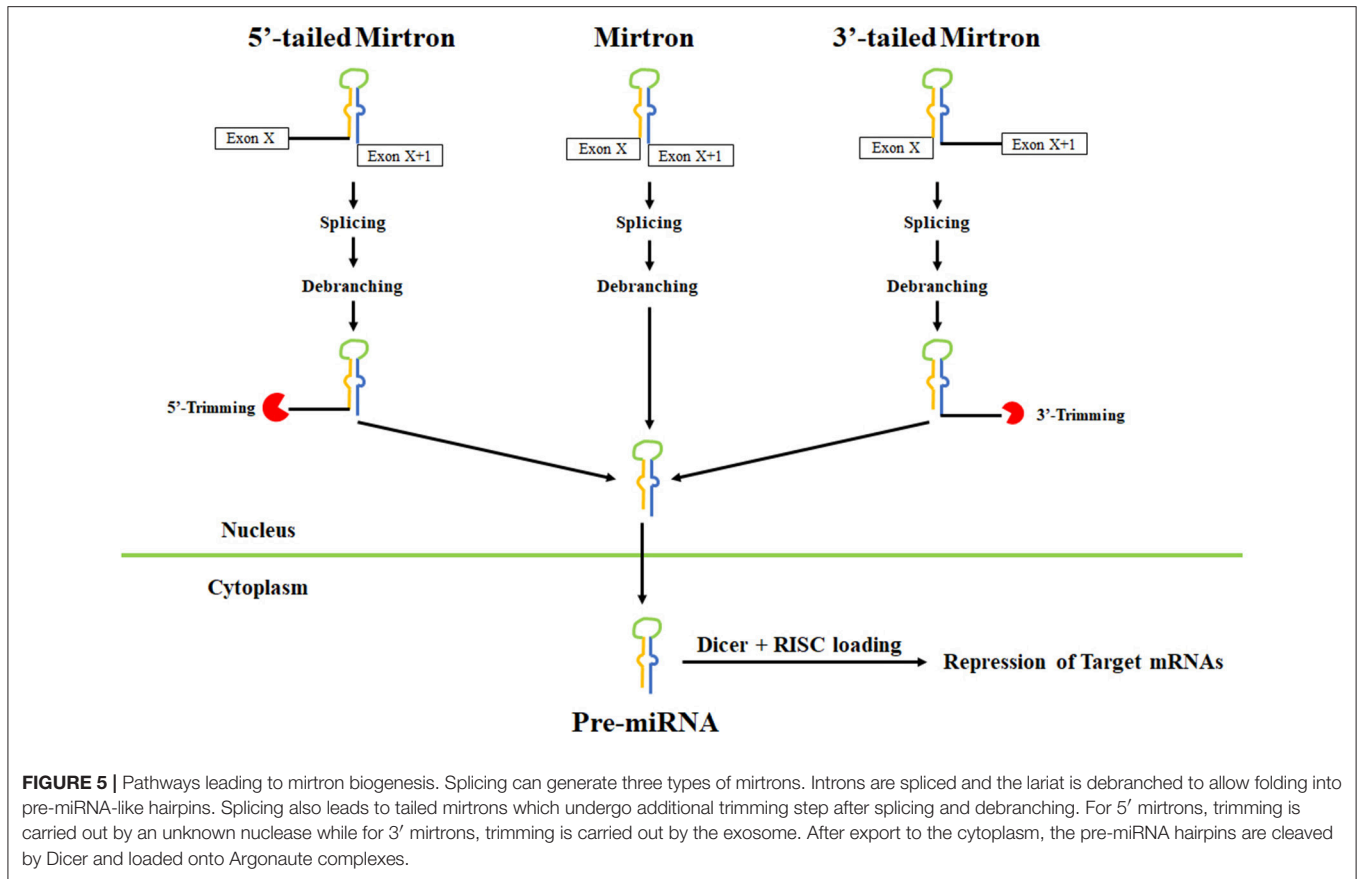 5'-tailed Mirtron Mirtron 3'-tailed Mirtron
Exon X Exon X+1 Exon X Exon X+1 Exon X Exon X+1
Splicing Splicing Splicing
Debranching Debranching Debranching
5'-Trimming 3'-Trimming
Nucleus
Cytoplasm
Dicer + RISC loading
Repression of Target mRNAs
Pre-miRNA
FIGURE 5 | Pathways leading to mirtron biogenesis. Splicing can generate three types of mirtrons. Introns are spliced and the lariat is debranched to allow folding into
pre-miRNA-like hairpins. Splicing also leads to tailed mirtrons which undergo additional trimming step after splicing and debranching. For 5′ mirtrons, trimming is
carried out by an unknown nuclease while for 3′ mirtrons, trimming is carried out by the exosome. After export to the cytoplasm, the pre-miRNA hairpins are cleaved
by Dicer and loaded onto Argonaute complexes.